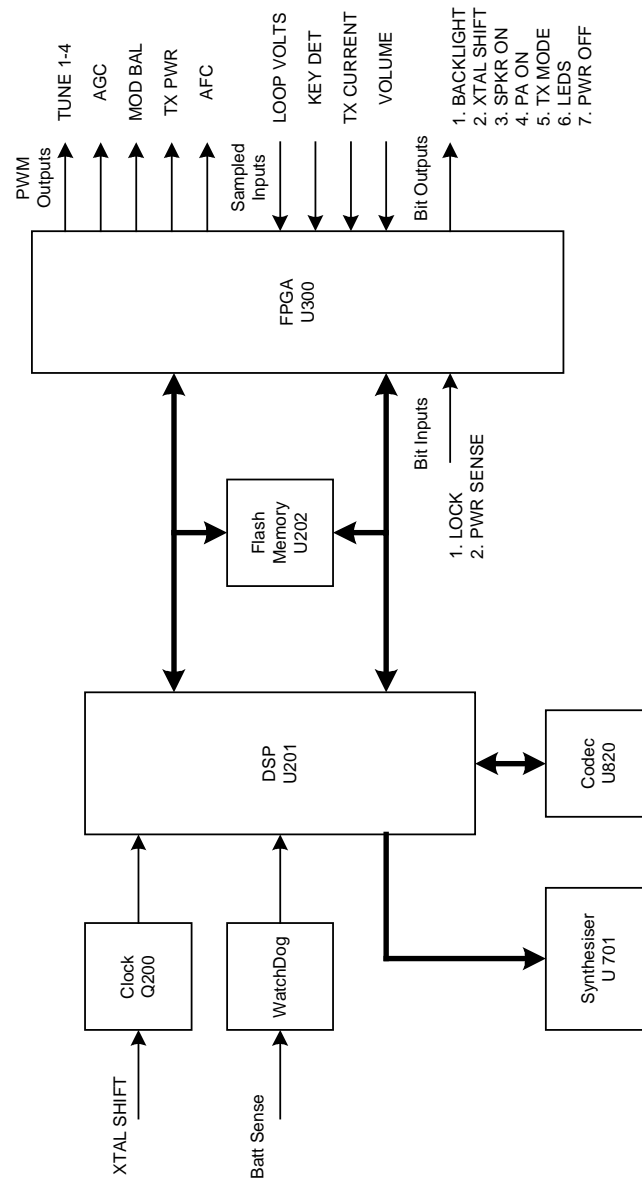 XTAL SHIFT
Batt Sense
Clock
Q200
WatchDog
DSP
U201
Synthesiser
U 701
Codec
U820
Flash
Memory
U202
Bit Inputs
1. LOCK
2. PWR SENSE
FPGA
U300
PWM
Outputs
TUNE 1-4
AGC
MOD BAL
TX PWR
AFC
Sampled
Inputs
LOOP VOLTS
KEY DET
TX CURRENT
VOLUME
Bit Outputs
1. BACKLIGHT
2. XTAL SHIFT
3. SPKR ON
4. PA ON
5. TX MODE
6. LEDS
7. PWR OFF